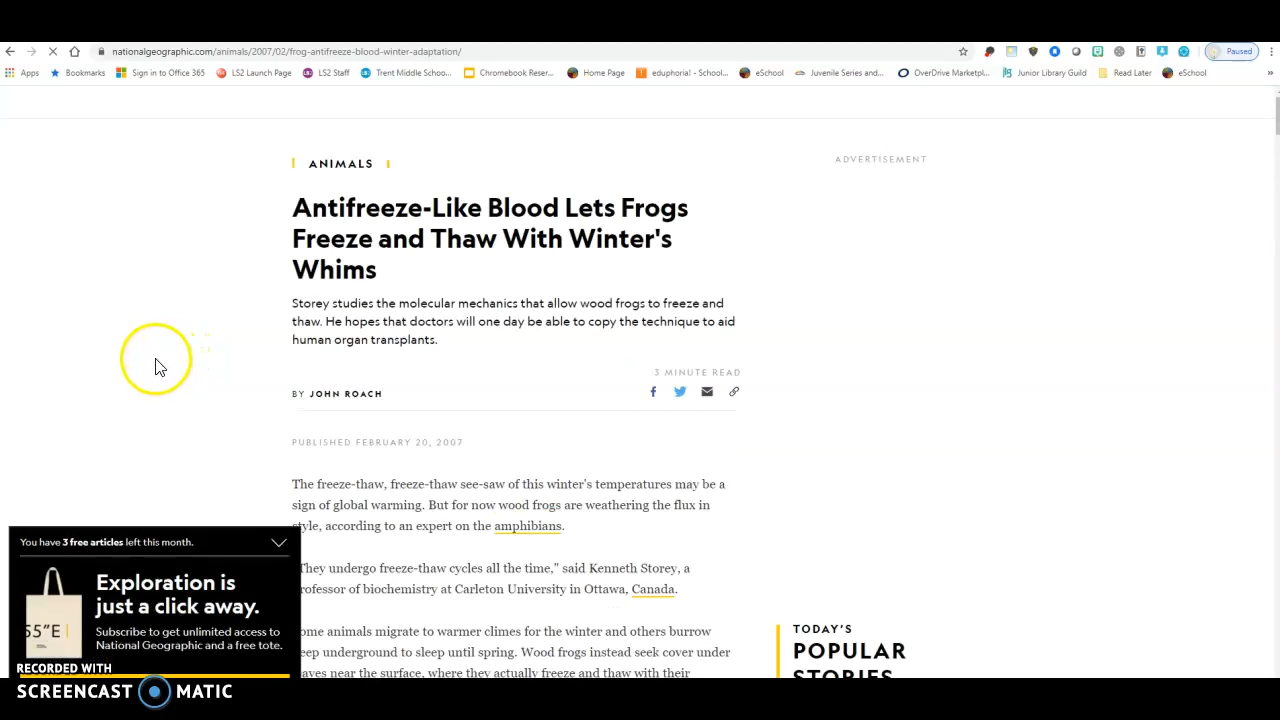 nationalgeographic.com/animals/2007/02/frog-antifreeze-blood-winter-adaptation/
Paused
Apps Bookmarks Sign in to Office 365 LS2 Launch Page LS2 Staff Trent Middle Schoo... Chromebook Reser... Home Page eduphoria! - School... eSchool Juvenile Series and... OverDrive Marketpl... Junior Library Guild Read Later eSchool »
ANIMALS
ADVERTISEMENT
Antifreeze-Like Blood Lets Frogs
Freeze and Thaw With Winter's
Whims
Storey studies the molecular mechanics that allow wood frogs to freeze and
thaw. He hopes that doctors will one day be able to copy the technique to aid
human organ transplants.
3 MINUTE READ
BY JOHN ROACH
PUBLISHED FEBRUARY 20, 2007
The freeze-thaw, freeze-thaw see-saw of this winter's temperatures may be a
sign of global warming. But for now wood frogs are weathering the flux in
style, according to an expert on the amphibians.
They undergo freeze-thaw cycles all the time," said Kenneth Storey, a
rofessor of biochemistry at Carleton University in Ottawa, Canada.
ome animals migrate to warmer climes for the winter and others burrow
eep underground to sleep until spring. Wood frogs instead seek cover under
aves near the surface, where they actually freeze and thaw with their
You have 3 free articles left this month.
Exploration is
just a click away.
Subscribe to get unlimited access to
National Geographic and a free tote.
55"E
TODAY'S
POPULAR
STORIES
RECORDED WITH
SCREENCAST MATIC